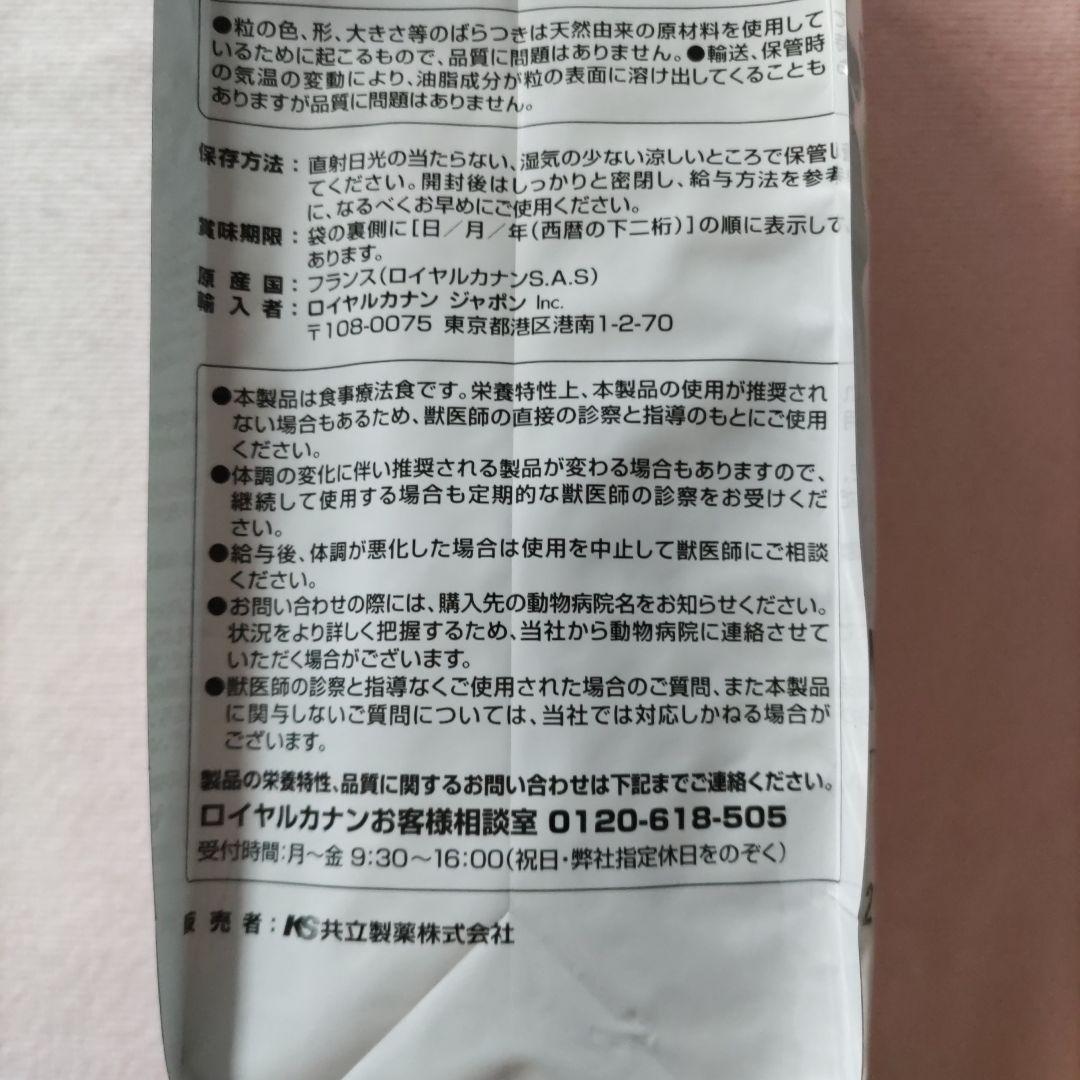 ●粒の色、形、大きさ等のばらつきは天然由来の原材料を使用して
いるために起こるもので、品質に問題はありません。●輸送、保管時
の気温の変動により、油脂成分が粒の表面に溶け出してくることも
ありますが品質に問題はありません。
保存方法：直射日光の当たらない、湿気の少ない涼しいところで保管し
てください。開封後はしっかりと密閉し、給与方法を参考
に、なるべくお早めにご使用ください。
賞味期限：袋の裏側に[日／月／年(西暦の下二桁)]の順に表示して
あります。
原産国：フランス(ロイヤルカナンS.A.S)
輸入者：ロイヤルカナン ジャポン Inc.
〒108-0075 東京都港区港南1-2-70
●本製品は食事療法食です。栄養特性上、本製品の使用が推奨され
ない場合もあるため、獣医師の直接の診察と指導のもとにご使用
ください。
●体調の変化に伴い推奨される製品が変わる場合もありますので、
継続して使用する場合も定期的な獣医師の診察をお受けくだ
さい。
●給与後、体調が悪化した場合は使用を中止して獣医師にご相談
ください。
●お問い合わせの際には、購入先の動物病院名をお知らせください。
状況をより詳しく把握するため、当社から動物病院に連絡させて
いただく場合がございます。
●獣医師の診察と指導なくご使用された場合のご質問、また本製品
に関与しないご質問については、当社では対応しかねる場合が
ございます。
製品の栄養特性、品質に関するお問い合わせは下記までご連絡ください。
ロイヤルカナンお客様相談室 0120-618-505
受付時間:月～金 9:30～16:00(祝日・弊社指定休日をのぞく)
販売者：KS共立製薬株式会社